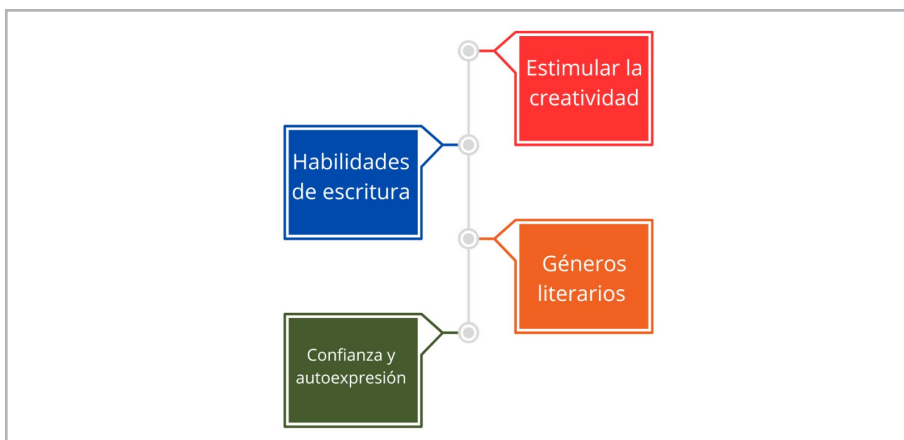 Estimular la
creatividad
Habilidades
de escritura
Géneros
literarios
Confianza y
autoexpresión